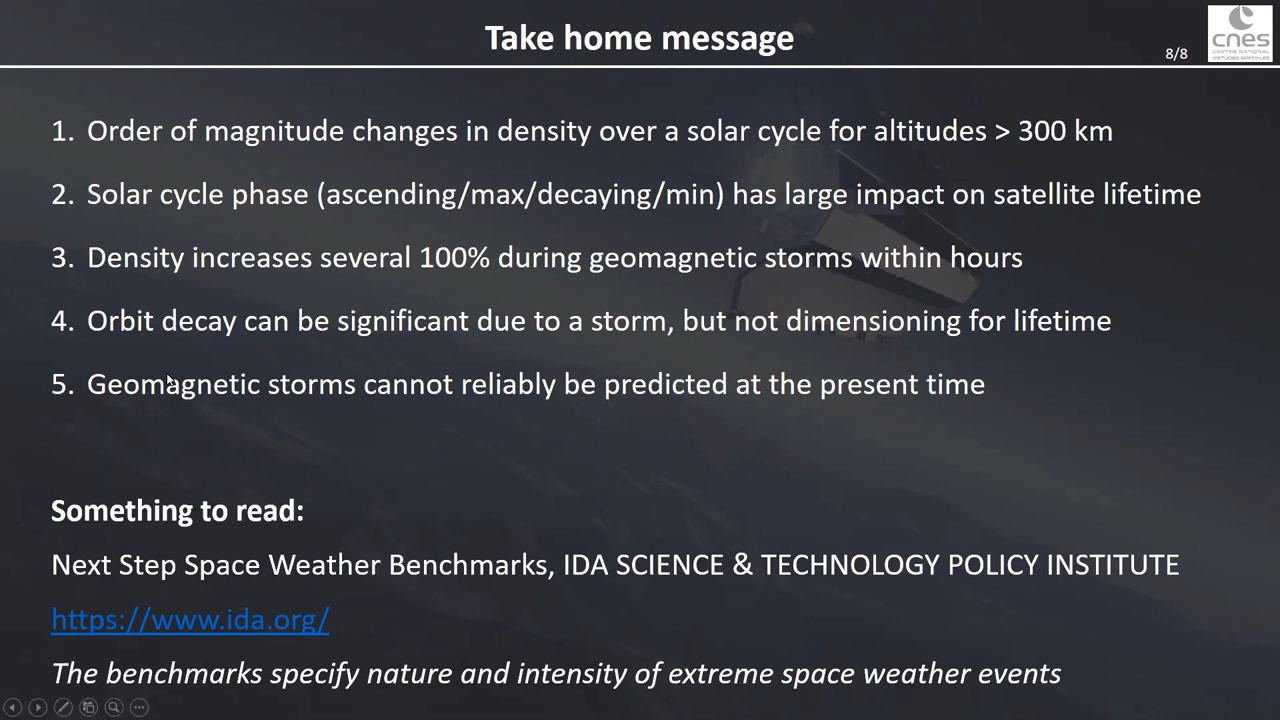 Take home message
8/8
cnes
CENTRE NATIONAL
D'ÉTUDES SPATIALES
1. Order of magnitude changes in density over a solar cycle for altitudes > 300 km
2. Solar cycle phase (ascending/max/decaying/min) has large impact on satellite lifetime
3. Density increases several 100% during geomagnetic storms within hours
4. Orbit decay can be significant due to a storm, but not dimensioning for lifetime
5. Geomagnetic storms cannot reliably be predicted at the present time
Something to read:
Next Step Space Weather Benchmarks, IDA SCIENCE & TECHNOLOGY POLICY INSTITUTE
https://www.ida.org/
The benchmarks specify nature and intensity of extreme space weather events